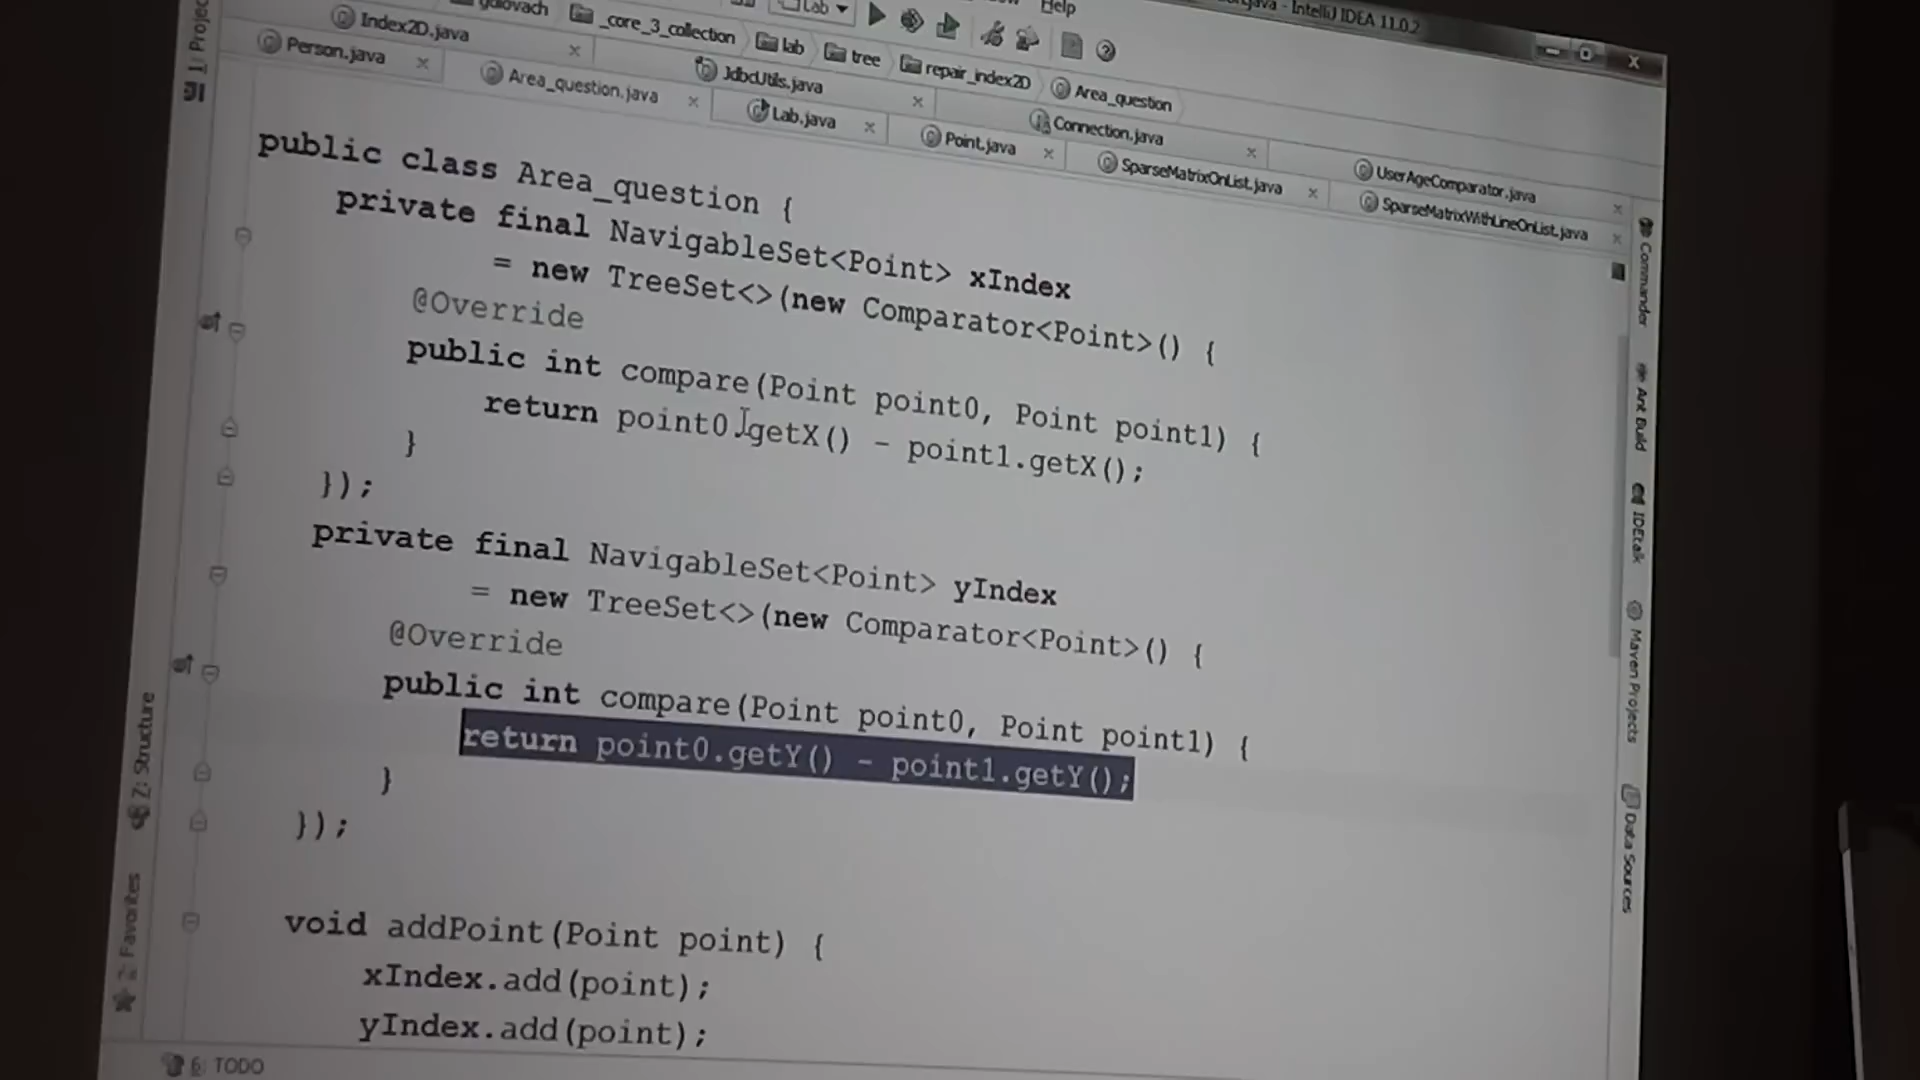 IntelliJ IDEA 11.0.2
Help
Lab
golovach
_core_3_collection
lab
tree
repair_index2D
Area_question
Index2D.java
JdbcUtils.java
Connection.java
UserAgeComparator.java
Person.java
Area_question.java
Lab.java
Point.java
SparseMatrixOnList.java
SparseMatrixWithLineOnList.java
public class Area_question {
private final NavigableSet<Point> xIndex
= new TreeSet<>(new Comparator<Point>() {
@Override
public int compare(Point point0, Point point1) {
return point0.getX() - point1.getX();
}
});
private final NavigableSet<Point> yIndex
= new TreeSet<>(new Comparator<Point>() {
@Override
public int compare(Point point0, Point point1) {
return point0.getY() - point1.getY();
}
});
void addPoint(Point point) {
xIndex.add(point);
yIndex.add(point);
Z: Structure
2: Favorites
6: TODO
Commander
Ant Build
IDEtalk
Maven Projects
Data Sources